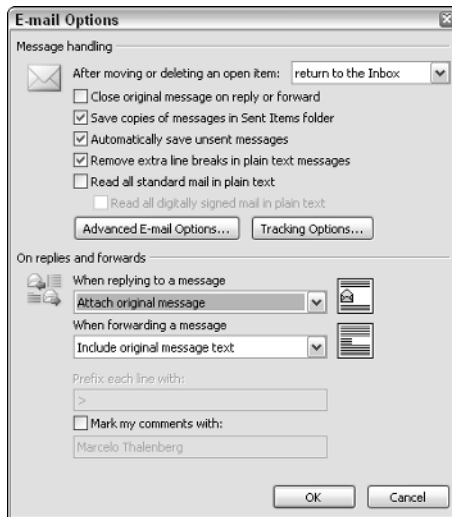 E-mail Options
Message handling
After moving or deleting an open item: return to the Inbox
Close original message on reply or forward
Save copies of messages in Sent Items folder
Automatically save unsent messages
Remove extra line breaks in plain text messages
Read all standard mail in plain text
Read all digitally signed mail in plain text
Advanced E-mail Options... Tracking Options...
On replies and forwards
When replying to a message
Attach original message
When forwarding a message
Include original message text
Prefix each line with:
>
Mark my comments with:
Marcelo Thalenberg
OK Cancel